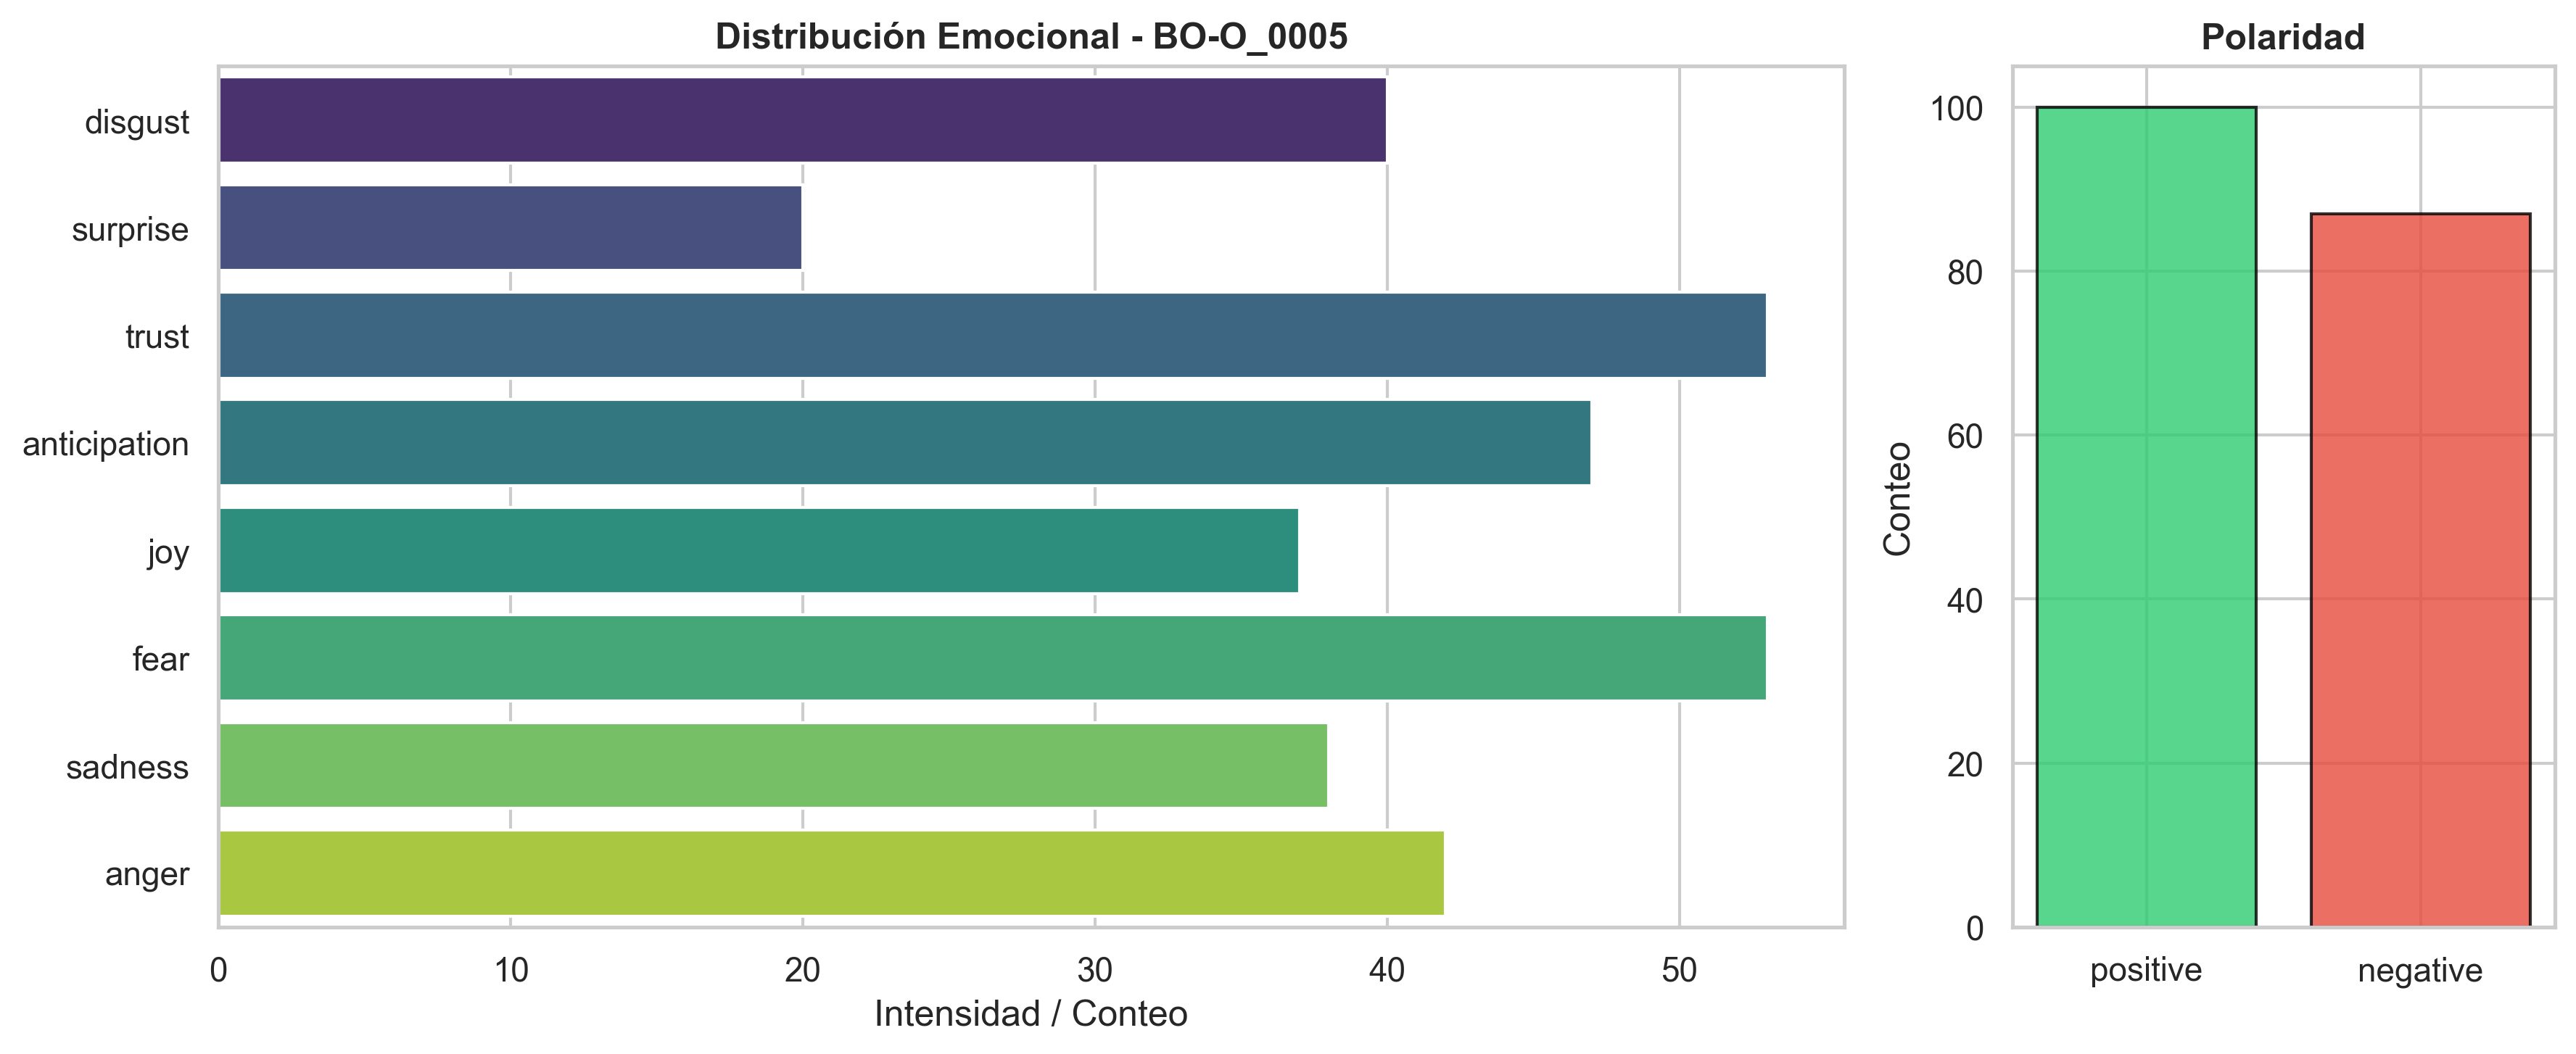 Distribución Emocional - BO-O_0005
disgust
surprise
trust
anticipation
joy
fear
sadness
anger
0 10 20 30 40 50
Intensidad / Conteo
Polaridad
Conteo
100
80
60
40
20
0
positive negative